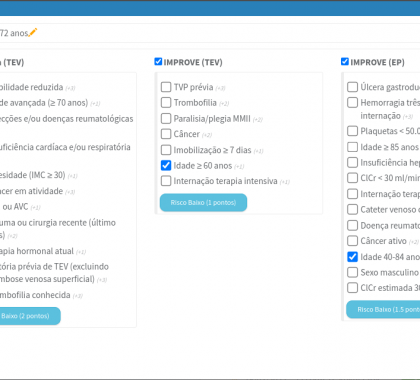 72 anos
(TEV)
bilidade reduzida (+3)
de avançada (≥ 70 anos) (+1)
ecções e/ou doenças reumatológicas
uficiência cardíaca e/ou respiratória
esidade (IMC ≥ 30) (+1)
ncer em atividade (+3)
ou AVC (+1)
uma ou cirurgia recente (último
s) (+2)
apia hormonal atual (+1)
tória prévia de TEV (excluindo
mbose venosa superficial) (+3)
mbofilia conhecida (+3)
Baixo (2 pontos)
IMPROVE (TEV)
TVP prévia (+3)
Trombofilia (+2)
Paralisia/plegia MMII (+2)
Câncer (+2)
Imobilização ≥ 7 dias (+1)
Idade ≥ 60 anos (+1)
Internação terapia intensiva (+1)
Risco Baixo (1 pontos)
IMPROVE (EP)
Úlcera gastrodu
Hemorragia três
internação (+3)
Plaquetas < 50.0
Idade ≥ 85 anos
Insuficiência hep
ClCr < 30 ml/min
Internação terap
Cateter venoso c
Doença reumato
Câncer ativo (+2)
Idade 40-84 ano
Sexo masculino
ClCr estimada 30
Risco Baixo (1.5 pont